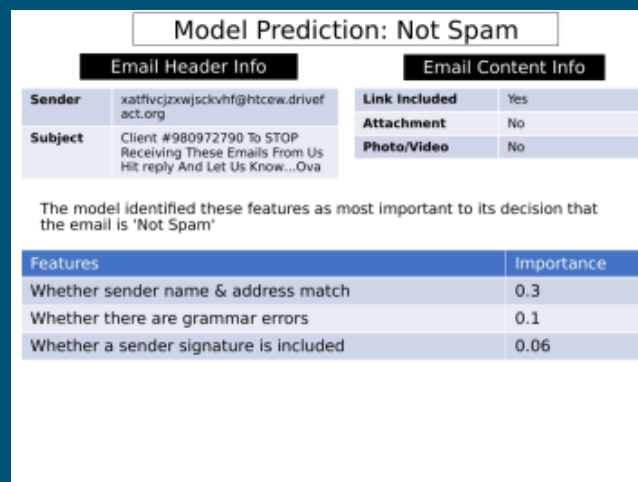 Model Prediction: Not Spam
Email Header Info
Email Content Info
Sender xatflvcjzxwjsckvhf@htcew.drivef
act.org
Subject Client #980972790 To STOP
Receiving These Emails From Us
Hit reply And Let Us Know...Ova
Link Included Yes
Attachment No
Photo/Video No
The model identified these features as most important to its decision that
the email is 'Not Spam'
Features Importance
Whether sender name & address match 0.3
Whether there are grammar errors 0.1
Whether a sender signature is included 0.06